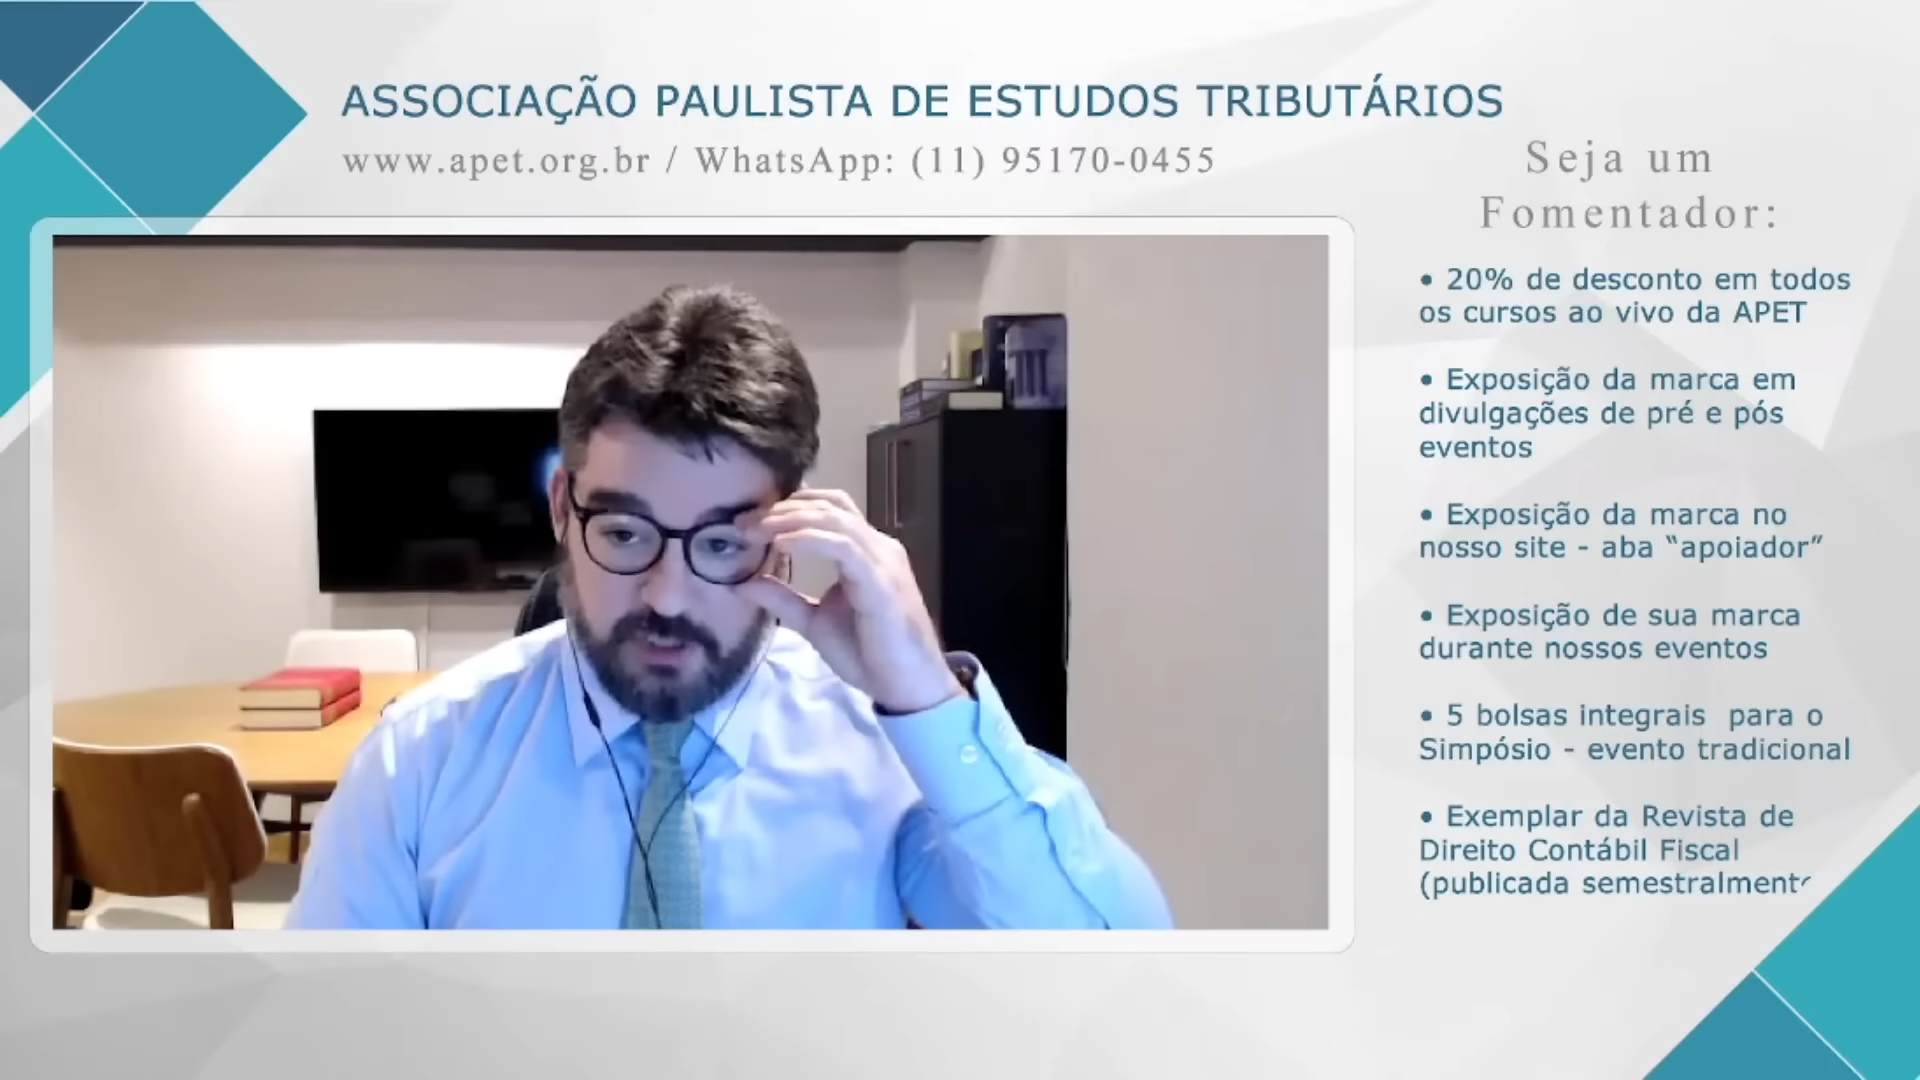 ASSOCIAÇÃO PAULISTA DE ESTUDOS TRIBUTÁRIOS
www.apet.org.br / WhatsApp: (11) 95170-0455
Seja um
Fomentador:
• 20% de desconto em todos
os cursos ao vivo da APET
• Exposição da marca em
divulgações de pré e pós
eventos
• Exposição da marca no
nosso site - aba “apoiador”
• Exposição de sua marca
durante nossos eventos
• 5 bolsas integrais  para o
Simpósio - evento tradicional
• Exemplar da Revista de
Direito Contábil Fiscal
(publicada